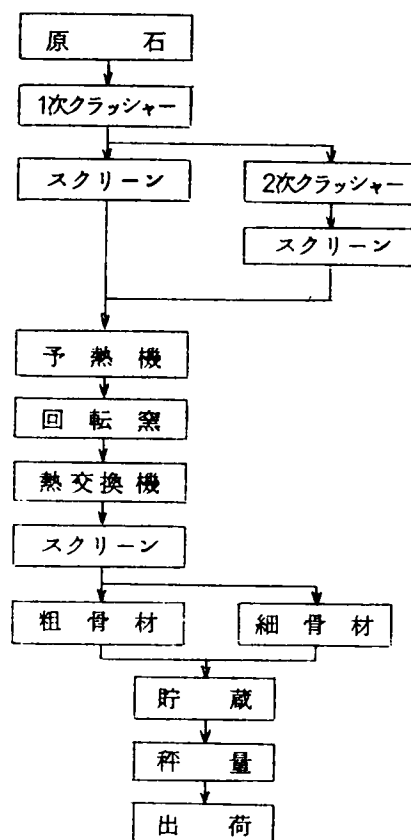 原石
1次クラッシャー
スクリーン
2次クラッシャー
スクリーン
予熱機
回転窯
熱交換機
スクリーン
粗骨材
細骨材
貯蔵
秤量
出荷